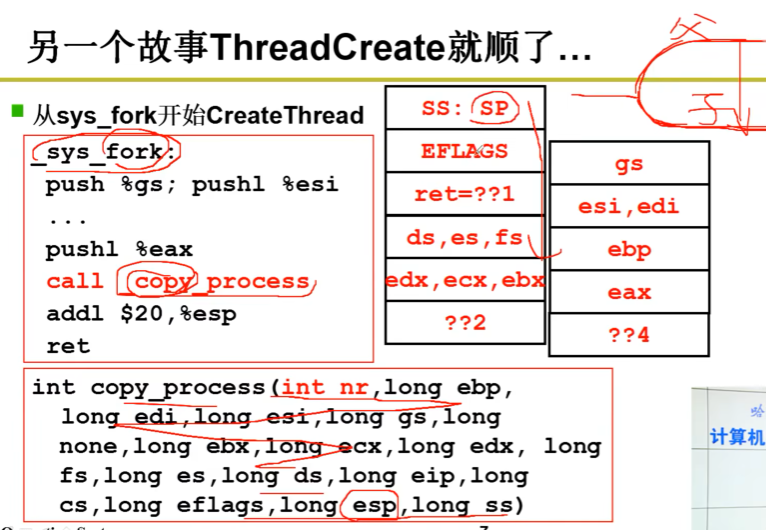 另一个故事ThreadCreate就顺了...
父
子
从sys_fork开始CreateThread
_sys_fork:
push %gs; pushl %esi
...
pushl %eax
call _copy_process
addl $20,%esp
ret
SS: SP
EFLAGS
ret=??1
ds,es,fs
edx,ecx,ebx
??2
gs
esi,edi
ebp
eax
??4
int copy_process(int nr,long ebp,
long edi,long esi,long gs,long
none,long ebx,long ecx,long edx, long
fs,long es,long ds,long eip,long
cs,long eflags,long esp,long ss)
哈
计算机